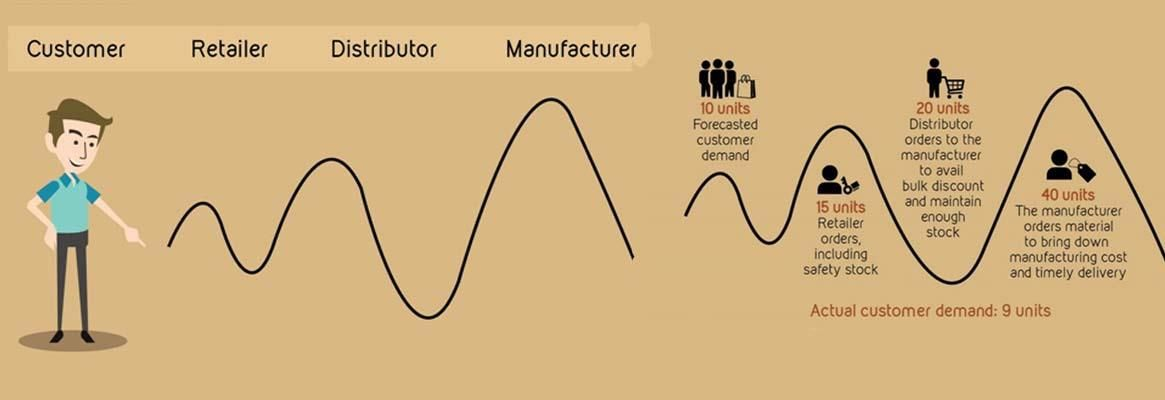 Customer Retailer Distributor Manufacturer
10 units
Forecasted
customer
demand
15 units
Retailer
orders,
including
safety stock
20 units
Distributor
orders to the
manufacturer
to avail
bulk discount
and maintain
enough
stock
40 units
The manufacturer
orders material
to bring down
manufacturing cost
and timely delivery
Actual customer demand: 9 units